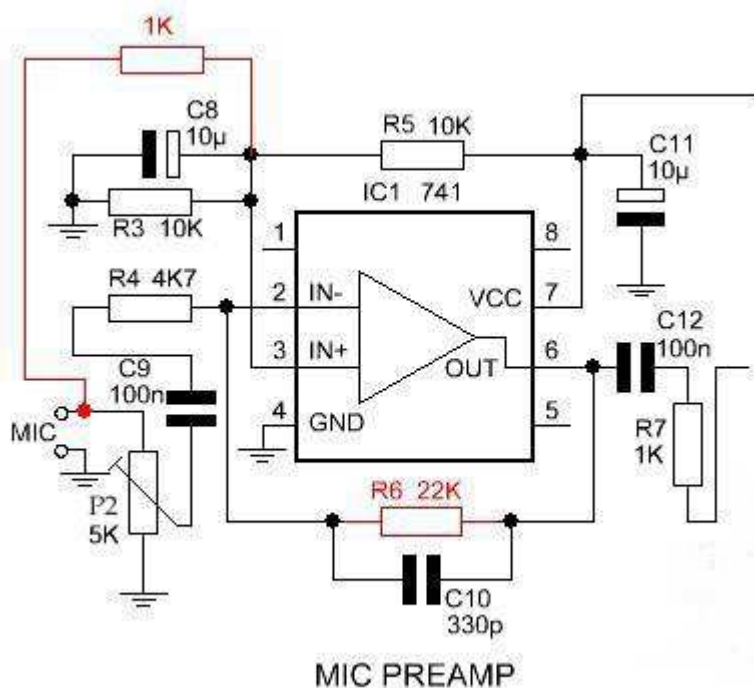 1K
C8
10µ
R5 10K
C11
10µ
IC1 741
R3 10K
1
8
R4 4K7
2 IN-
VCC 7
C12
100n
C9
100n
3 IN+
OUT 6
MIC
4 GND
5
R7
1K
P2
5K
R6 22K
C10
330p
MIC PREAMP